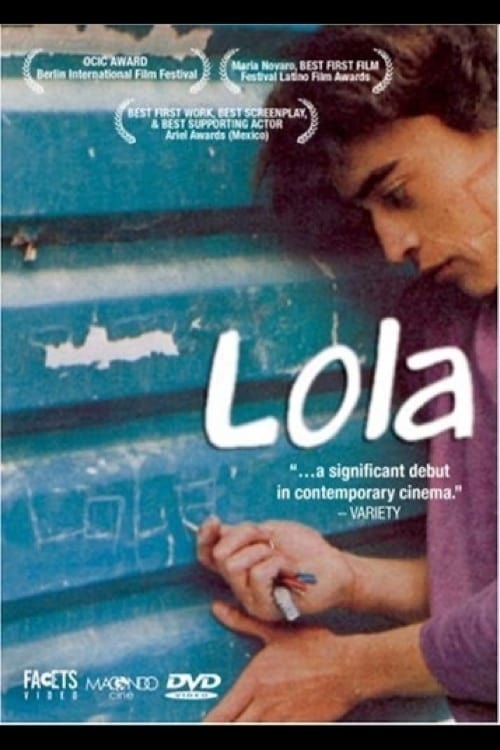 OCIC AWARD
Berlin International Film Festival
Maria Novaro, BEST FIRST FILM
Festival Latino Film Awards
BEST FIRST WORK, BEST SCREENPLAY,
& BEST SUPPORTING ACTOR
Ariel Awards (Mexico)
Lola
“...a significant debut
in contemporary cinema.”
– VARIETY
LOVE
FACETS
VIDEO
MACONDO
cine
DVD
VIDEO